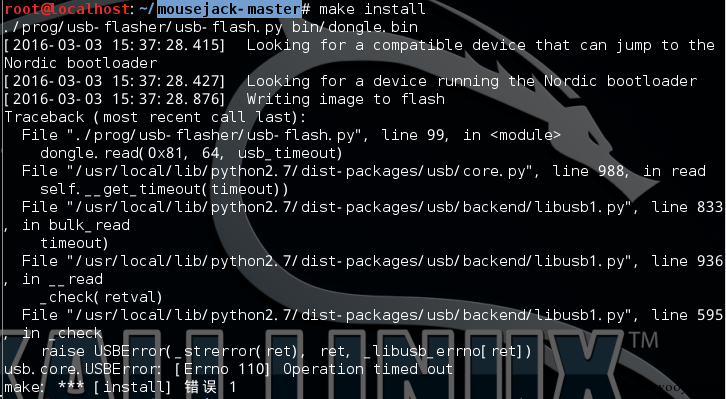 root@localhost:~/mousejack-master# make install
./prog/usb-flasher/usb-flash.py bin/dongle.bin
[2016-03-03 15:37:28.415]  Looking for a compatible device that can jump to the
Nordic bootloader
[2016-03-03 15:37:28.427]  Looking for a device running the Nordic bootloader
[2016-03-03 15:37:28.876]  Writing image to flash
Traceback (most recent call last):
  File "./prog/usb-flasher/usb-flash.py", line 99, in <module>
    dongle.read(0x81, 64, usb_timeout)
  File "/usr/local/lib/python2.7/dist-packages/usb/core.py", line 988, in read
    self.__get_timeout(timeout))
  File "/usr/local/lib/python2.7/dist-packages/usb/backend/libusb1.py", line 833
, in bulk_read
    timeout)
  File "/usr/local/lib/python2.7/dist-packages/usb/backend/libusb1.py", line 936
, in __read
    _check(retval)
  File "/usr/local/lib/python2.7/dist-packages/usb/backend/libusb1.py", line 595
, in _check
    raise USBError(_strerror(ret), ret, _libusb_errno[ret])
usb.core.USBError: [Errno 110] Operation timed out
make: *** [install] 错误 1
KALI LINUX™